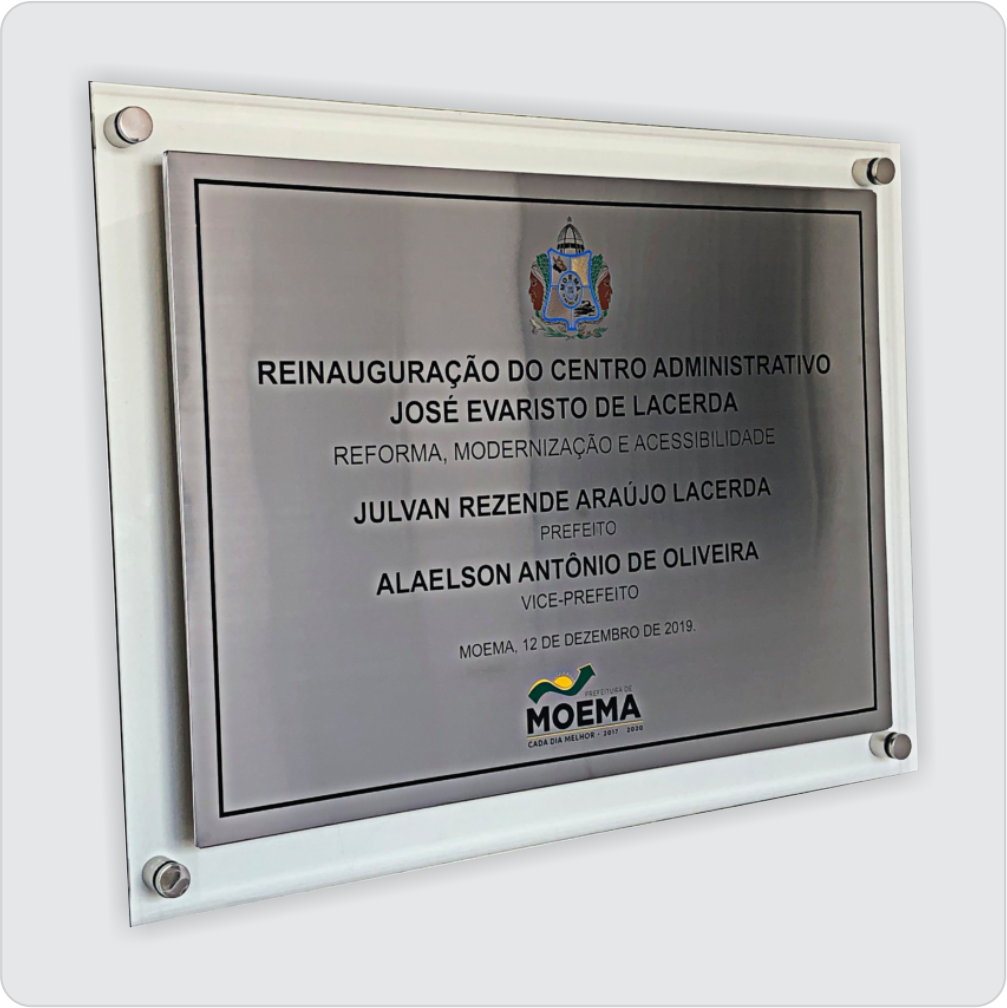 REINAUGURAÇÃO DO CENTRO ADMINISTRATIVO
JOSÉ EVARISTO DE LACERDA
REFORMA, MODERNIZAÇÃO E ACESSIBILIDADE
JULVAN REZENDE ARAÚJO LACERDA
PREFEITO
ALAELSON ANTÔNIO DE OLIVEIRA
VICE-PREFEITO
MOEMA, 12 DE DEZEMBRO DE 2019.
PREFEITURA DE
MOEMA
CADA DIA MELHOR - 2017 2020